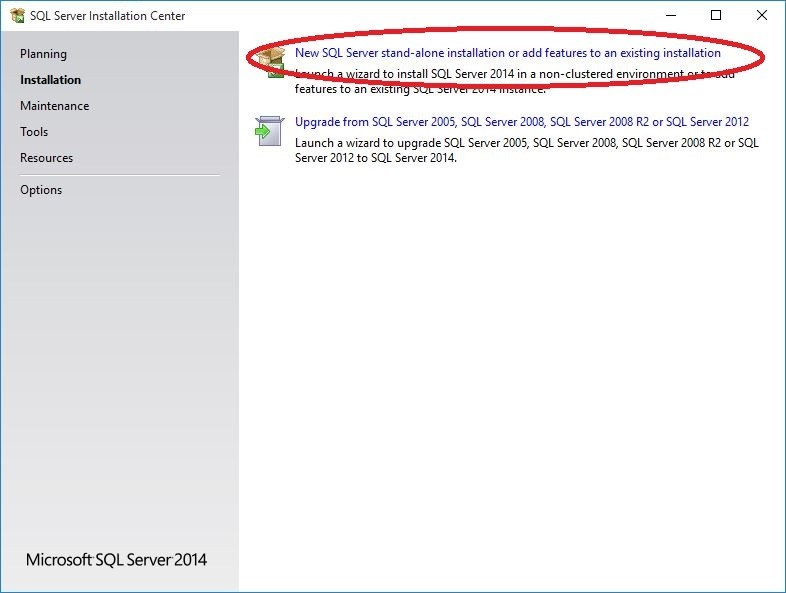 SQL Server Installation Center
Planning
Installation
Maintenance
Tools
Resources
Options
New SQL Server stand-alone installation or add features to an existing installation
Launch a wizard to install SQL Server 2014 in a non-clustered environment or to add
features to an existing SQL Server 2014 instance.
Upgrade from SQL Server 2005, SQL Server 2008, SQL Server 2008 R2 or SQL Server 2012
Launch a wizard to upgrade SQL Server 2005, SQL Server 2008, SQL Server 2008 R2 or SQL
Server 2012 to SQL Server 2014.
Microsoft SQL Server 2014